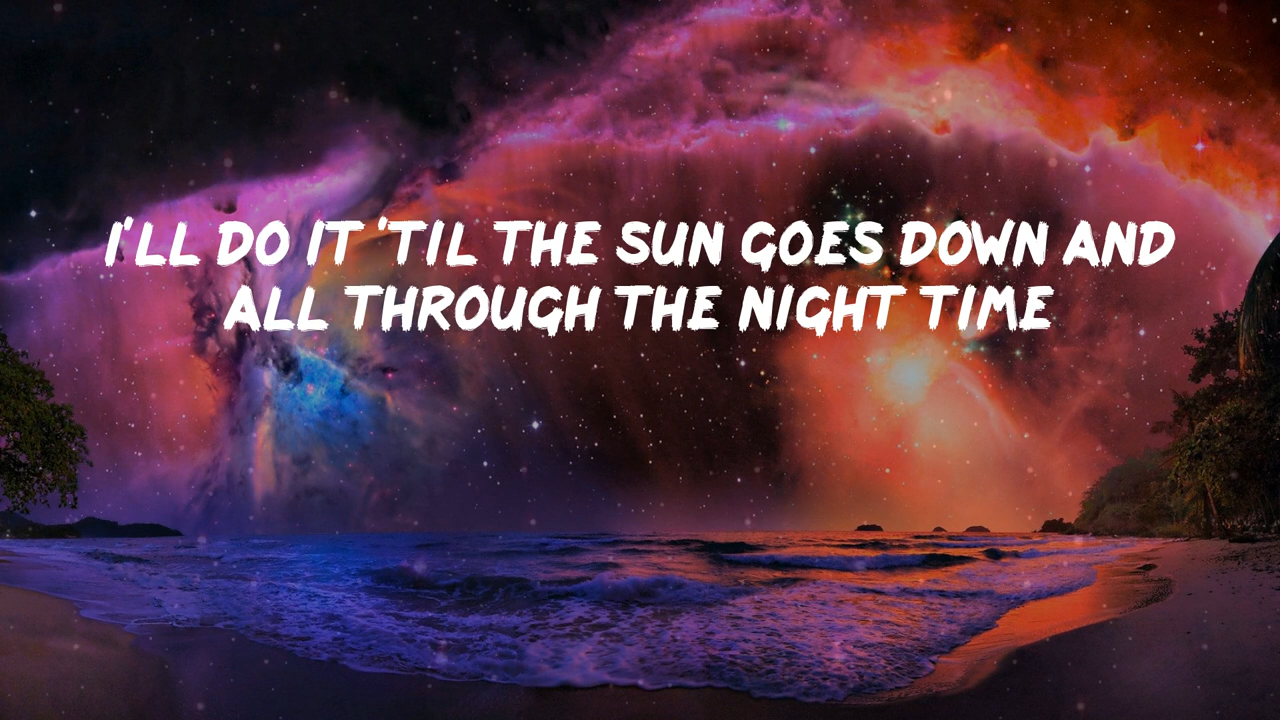 I'LL DO IT 'TIL THE SUN GOES DOWN AND
ALL THROUGH THE NIGHT TIME